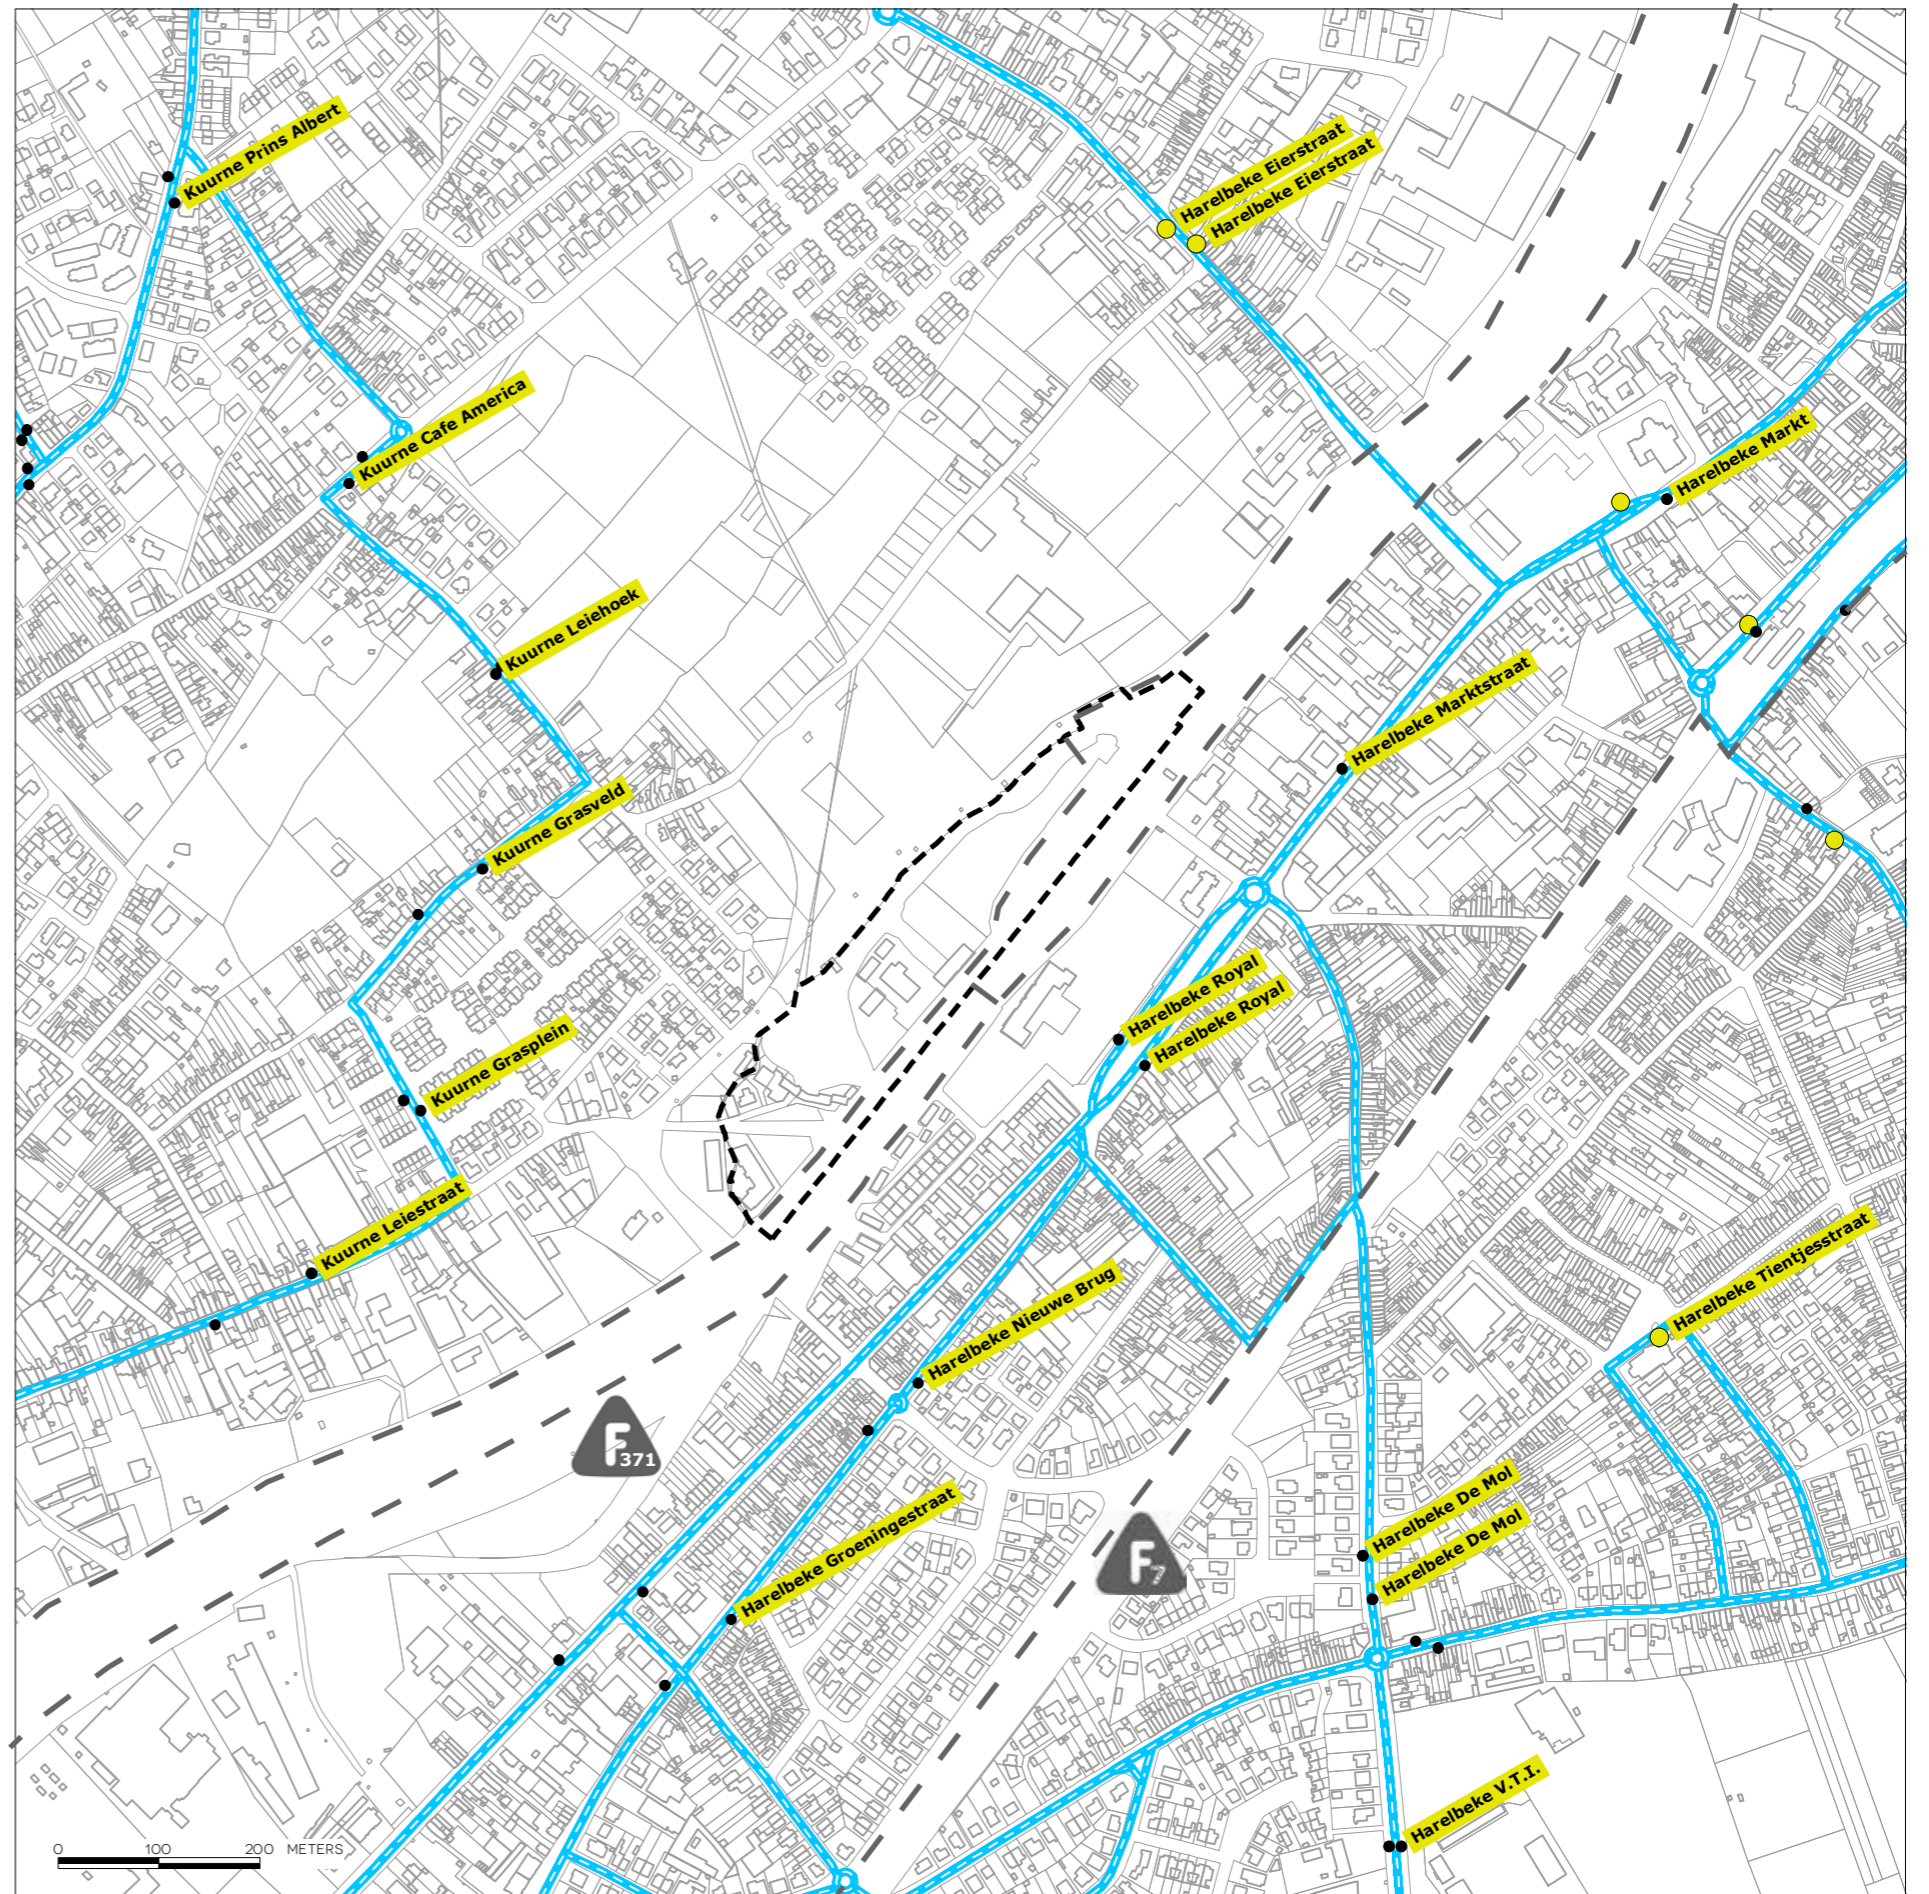 Kuurne Prins Albert
Harelbeke Eierstraat
Harelbeke Eierstraat
Kuurne Cafe America
Harelbeke Markt
Kuurne Leiehoek
Harelbeke Marktstraat
Kuurne Grasveld
Harelbeke Royal
Harelbeke Royal
Kuurne Grasplein
Kuurne Leiestraat
Harelbeke Tientjesstraat
Harelbeke Nieuwe Brug
F
371
Harelbeke Groeningestraat
Harelbeke De Mol
Harelbeke De Mol
F7
Harelbeke V.T.I.
0 100 200 METERS